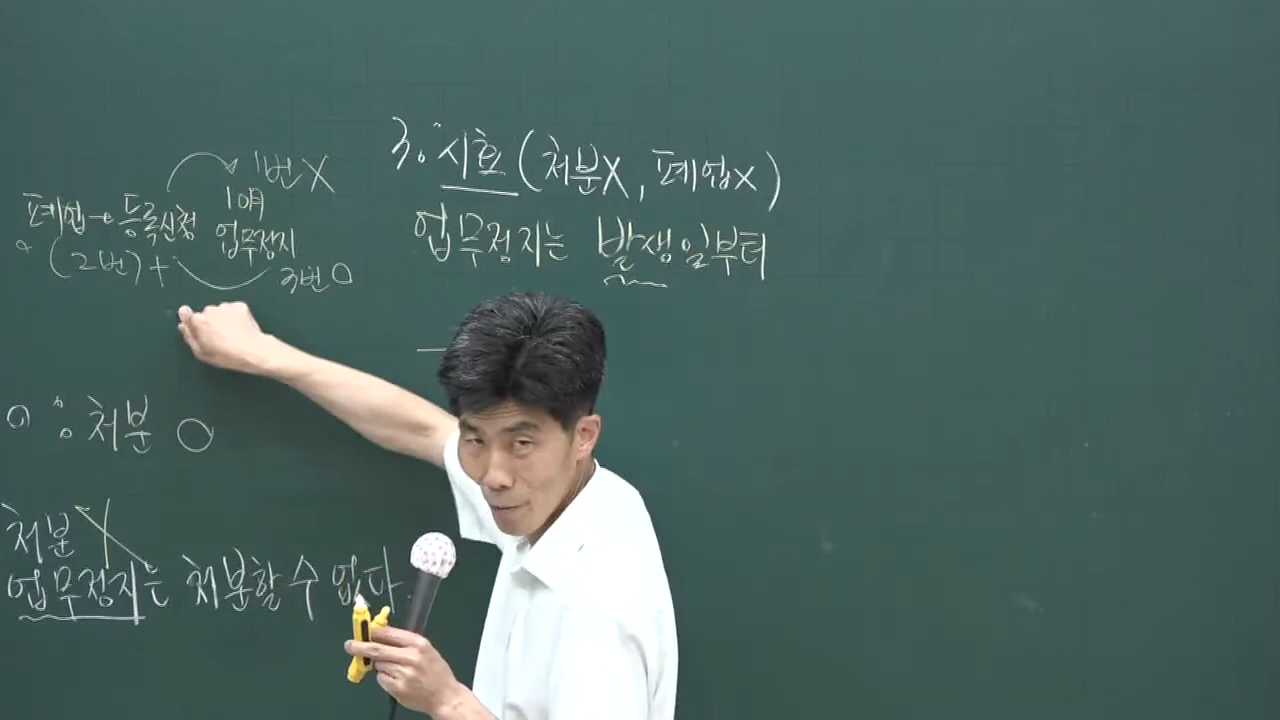 1번 X
폐업→등록신청 1개월
업무정지
(2번)+ 3번 O
3. 시효 (처분X, 폐업X)
업무정지는 발생일부터
처분 O
처분 X
업무정지는 처분할 수 없다